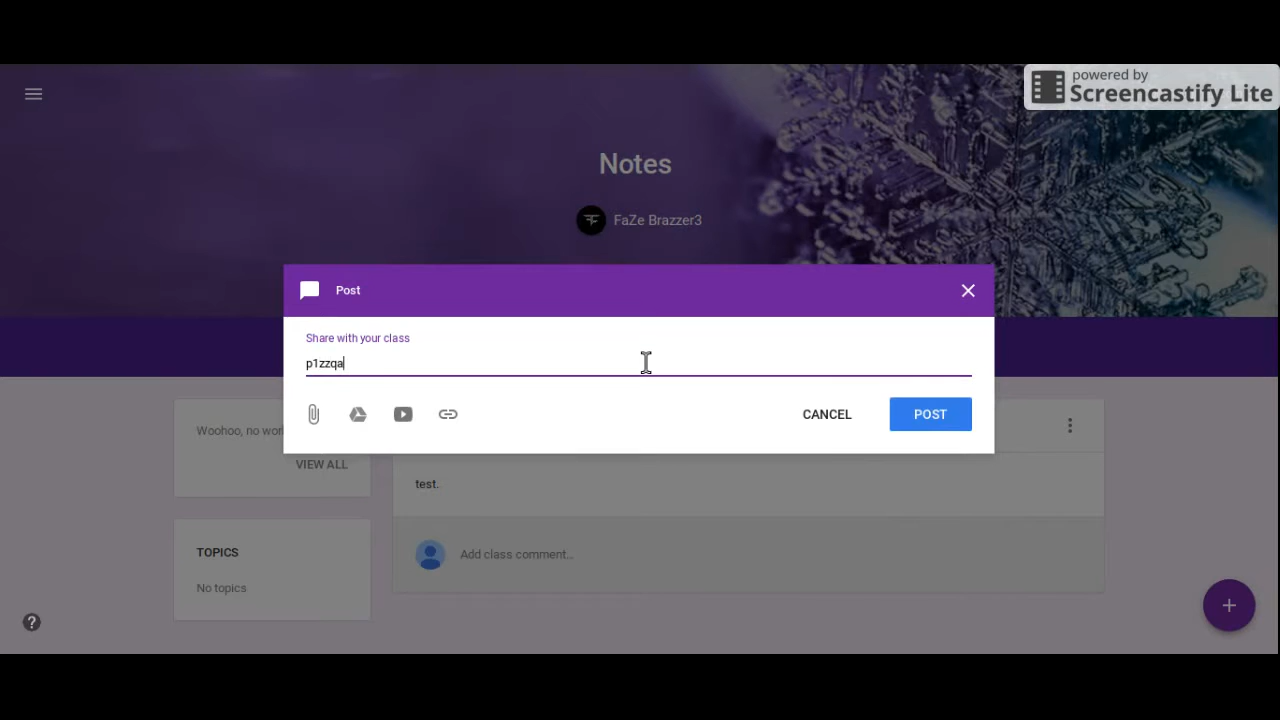 powered by
Screencastify Lite
Notes
FaZe Brazzer3
Post
Share with your class
p1zzqa
CANCEL
POST
Woohoo, no wor
VIEW ALL
test.
TOPICS
Add class comment...
No topics